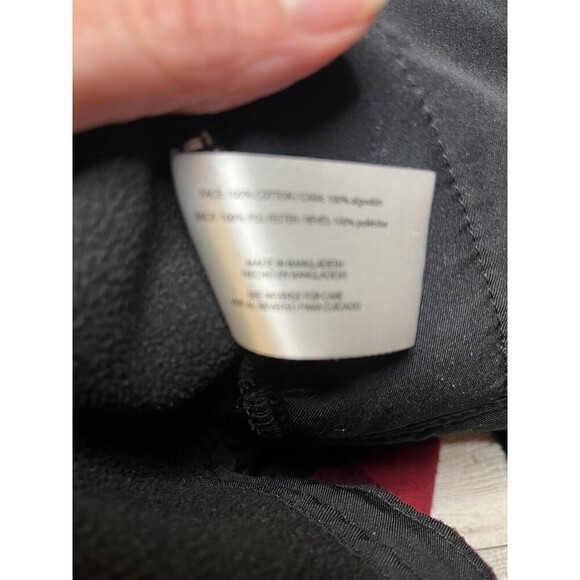 FACE: 100% COTTON / CARA: 100% algodón
BACK: 100% POLYESTER / REVÉS: 100% poliéster
MADE IN BANGLADESH
HECHO EN BANGLADESH
SEE REVERSE FOR CARE
VER AL REVERSO PARA CUIDADO